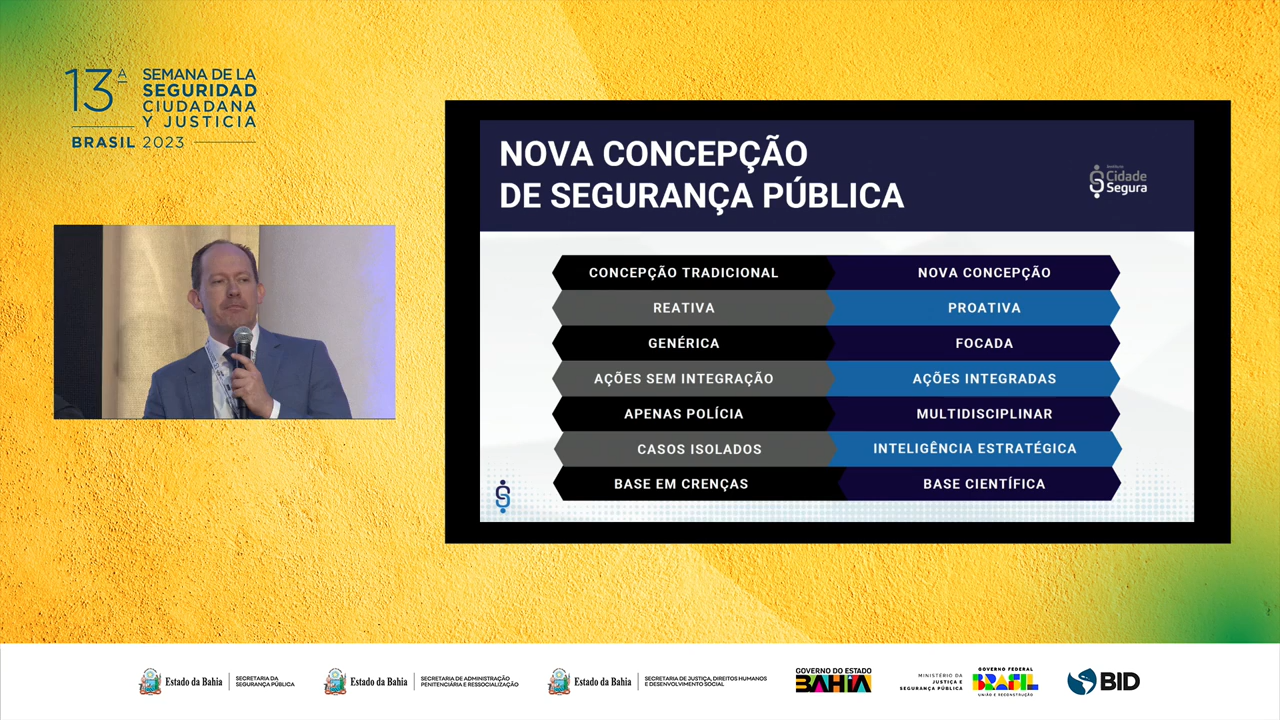 13ª
SEMANA DE LA
SEGURIDAD
CIUDADANA
Y JUSTICIA
BRASIL 2023
NOVA CONCEPÇÃO
DE SEGURANÇA PÚBLICA
Cidade
Segura
CONCEPÇÃO TRADICIONAL NOVA CONCEPÇÃO
REATIVA PROATIVA
GENÉRICA FOCADA
AÇÕES SEM INTEGRAÇÃO AÇÕES INTEGRADAS
APENAS POLÍCIA MULTIDISCIPLINAR
CASOS ISOLADOS INTELIGÊNCIA ESTRATÉGICA
BASE EM CRENÇAS BASE CIENTÍFICA
Estado da Bahia
SECRETARIA DA
SEGURANÇA PÚBLICA
Estado da Bahia
SECRETARIA DE ADMINISTRAÇÃO
PENITENCIÁRIA E RESSOCIALIZAÇÃO
Estado da Bahia
SECRETARIA DE JUSTIÇA, DIREITOS HUMANOS
E DESENVOLVIMENTO SOCIAL
GOVERNO DO ESTADO
BAHIA
MINISTÉRIO DA
JUSTIÇA E
SEGURANÇA PÚBLICA
GOVERNO FEDERAL
BRASIL
UNIÃO E RECONSTRUÇÃO
BID